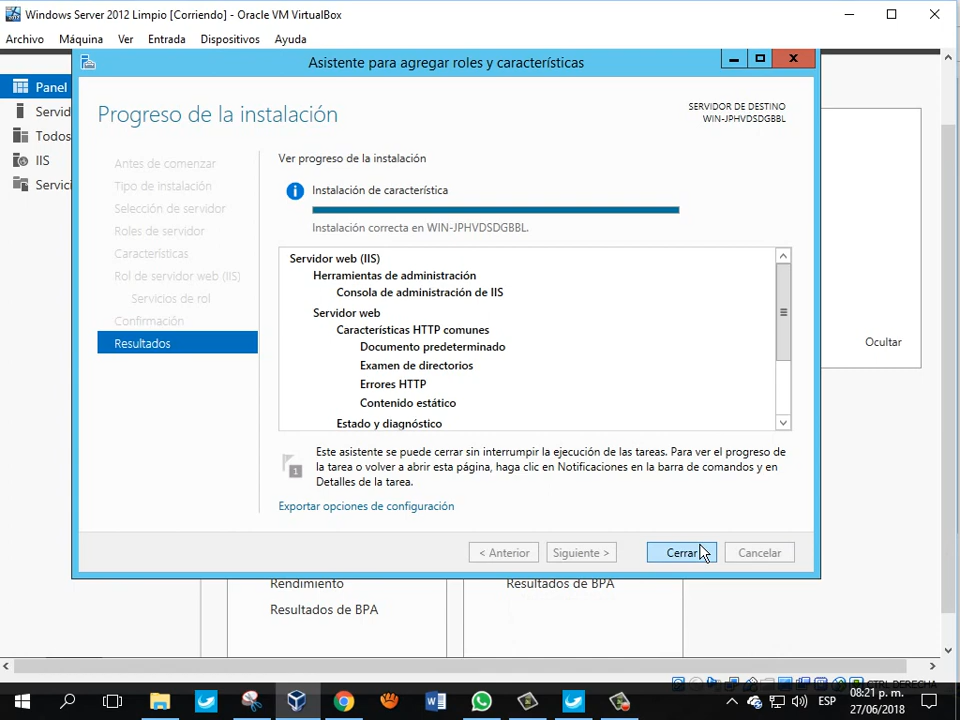 Windows Server 2012 Limpio [Corriendo] - Oracle VM VirtualBox
Archivo Máquina Ver Entrada Dispositivos Ayuda
Asistente para agregar roles y características
Panel
Servid
Todos
IIS
Servici
Progreso de la instalación
SERVIDOR DE DESTINO
WIN-JPHVDSDGBBL
Antes de comenzar
Tipo de instalación
Selección de servidor
Roles de servidor
Características
Rol de servidor web (IIS)
Servicios de rol
Confirmación
Resultados
Ver progreso de la instalación
Instalación de característica
Instalación correcta en WIN-JPHVDSDGBBL.
Servidor web (IIS)
Herramientas de administración
Consola de administración de IIS
Servidor web
Características HTTP comunes
Documento predeterminado
Examen de directorios
Errores HTTP
Contenido estático
Estado y diagnóstico
Ocultar
1
Este asistente se puede cerrar sin interrumpir la ejecución de las tareas. Para ver el progreso de
la tarea o volver a abrir esta página, haga clic en Notificaciones en la barra de comandos y en
Detalles de la tarea.
Exportar opciones de configuración
< Anterior Siguiente > Cerrar Cancelar
Rendimiento
Resultados de BPA
Resultados de BPA
CTRL DERECHA
ESP
08:21 p. m.
27/06/2018